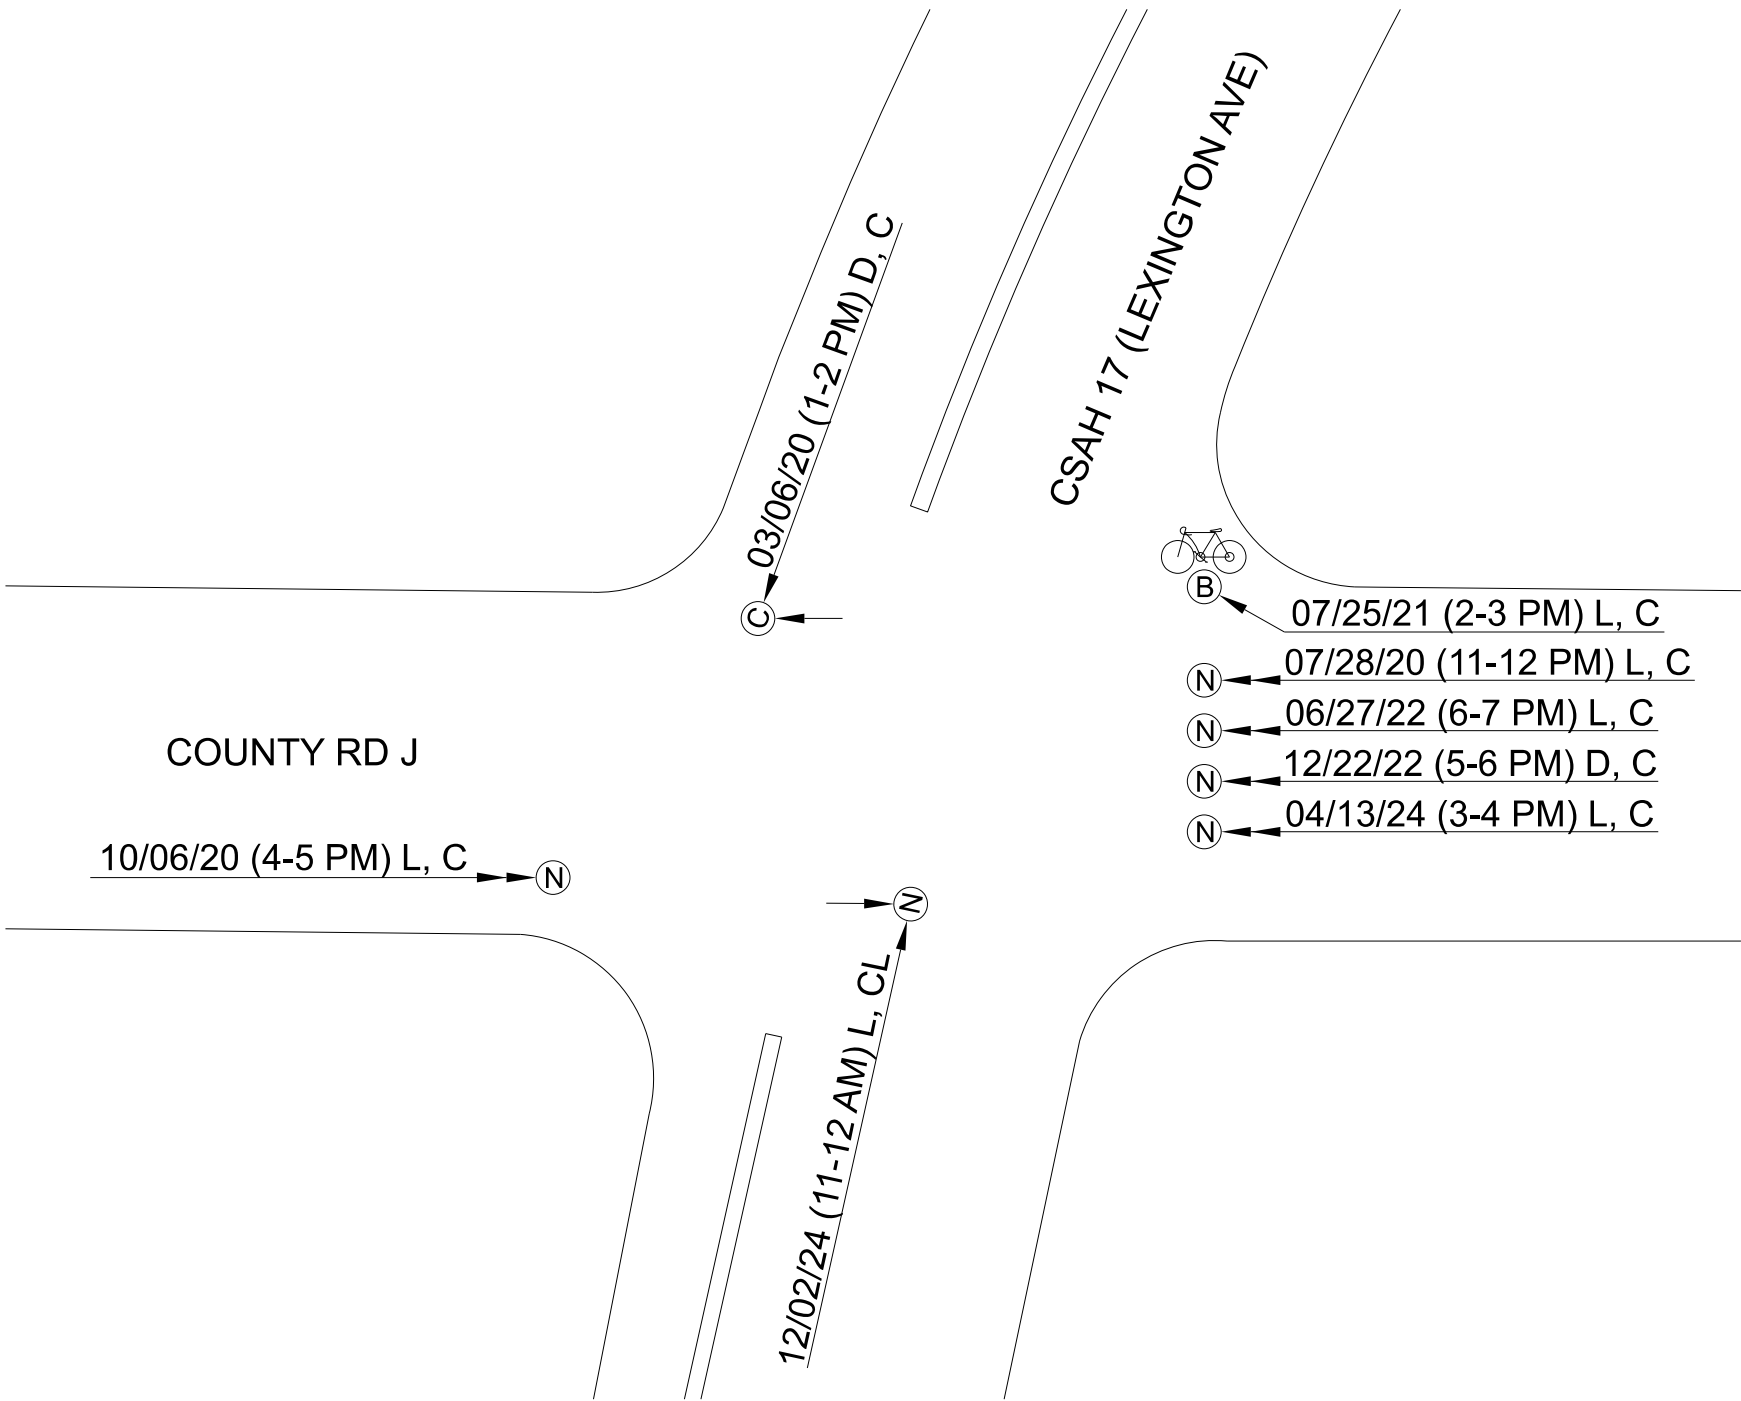 CSAH 17 (LEXINGTON AVE)
03/06/20 (1-2 PM) D, C
C
B
07/25/21 (2-3 PM) L, C
N
07/28/20 (11-12 PM) L, C
N
06/27/22 (6-7 PM) L, C
COUNTY RD J
N
12/22/22 (5-6 PM) D, C
N
04/13/24 (3-4 PM) L, C
10/06/20 (4-5 PM) L, C
N
N
12/02/24 (11-12 AM) L, CL